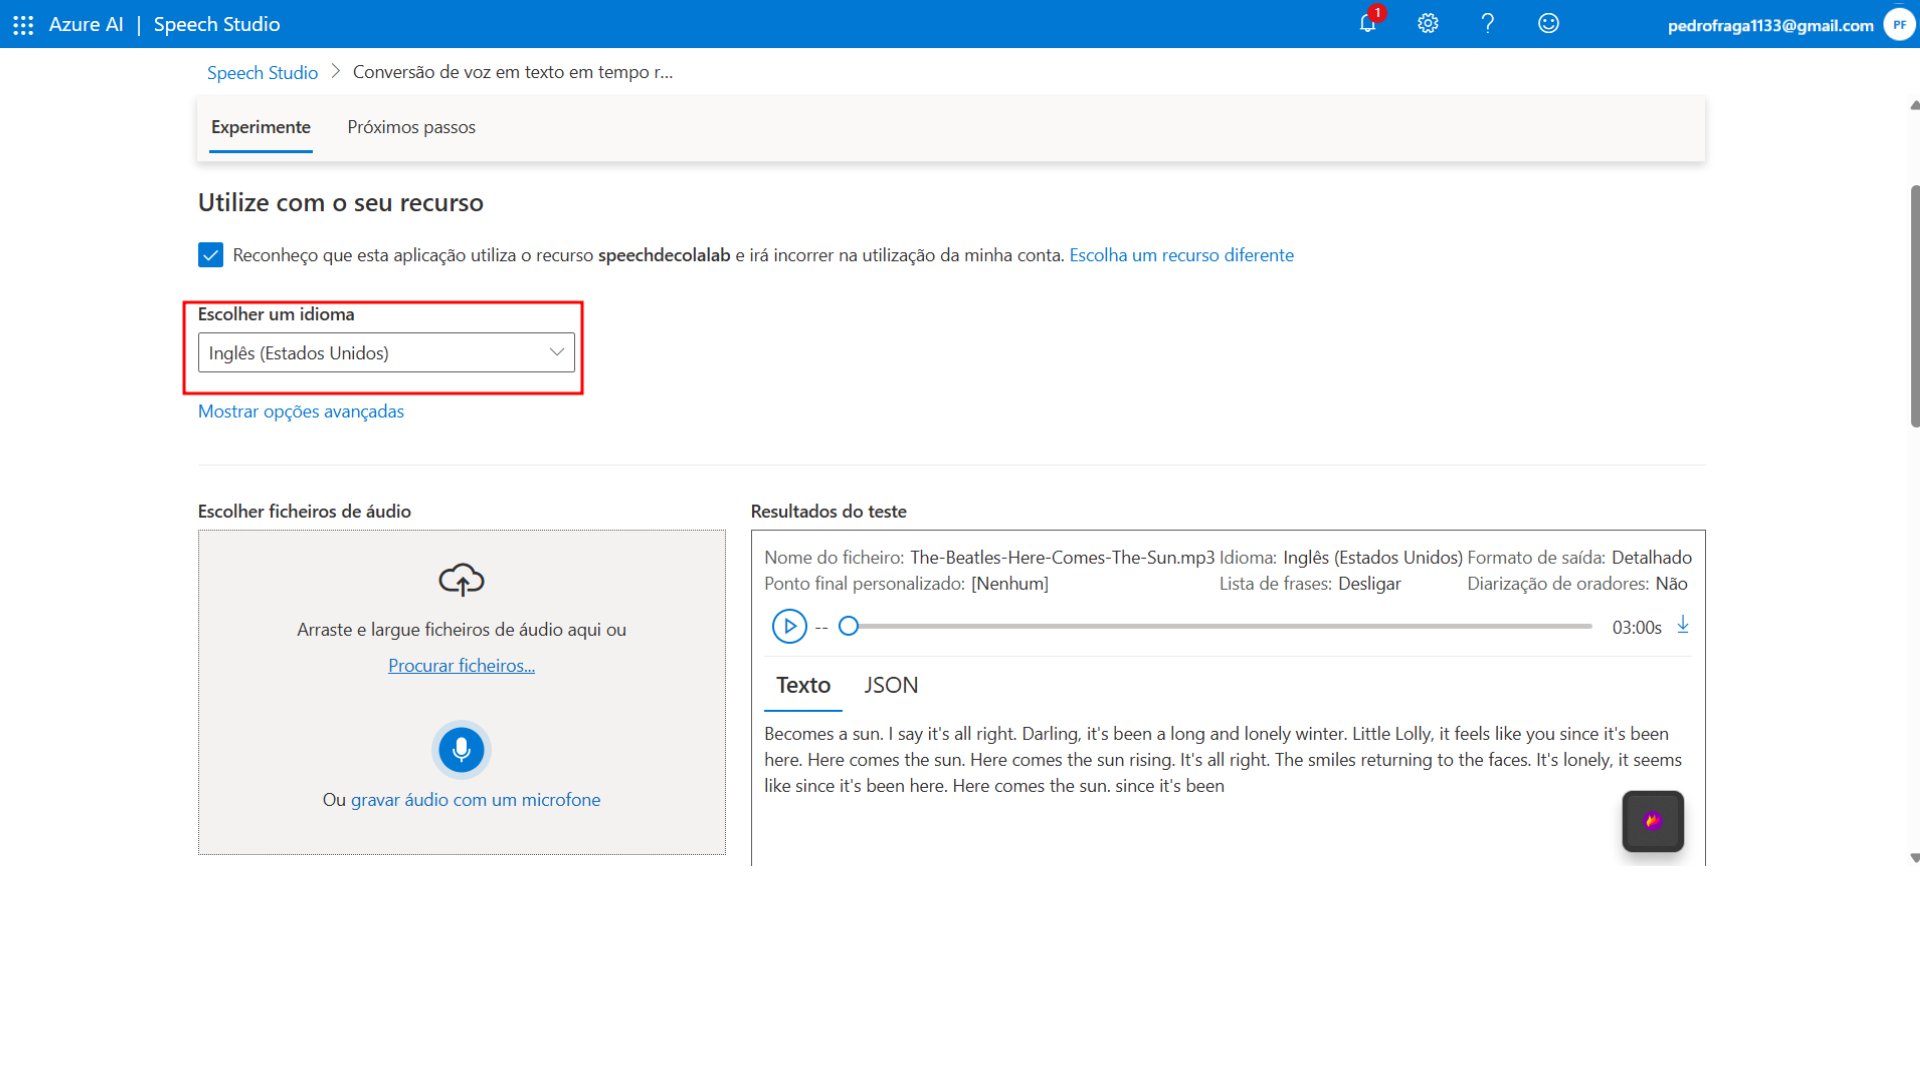 Azure AI | Speech Studio
1
?
pedrofraga1133@gmail.com
PF
Speech Studio > Conversão de voz em texto em tempo r...
Experimente
Próximos passos
Utilize com o seu recurso
Reconheço que esta aplicação utiliza o recurso speechdecolalab e irá incorrer na utilização da minha conta. Escolha um recurso diferente
Escolher um idioma
Inglês (Estados Unidos)
Mostrar opções avançadas
Escolher ficheiros de áudio
Arraste e largue ficheiros de áudio aqui ou
Procurar ficheiros...
Ou gravar áudio com um microfone
Resultados do teste
Nome do ficheiro: The-Beatles-Here-Comes-The-Sun.mp3 Idioma: Inglês (Estados Unidos) Formato de saída: Detalhado
Ponto final personalizado: [Nenhum] Lista de frases: Desligar Diarização de oradores: Não
-- 03:00s
Texto JSON
Becomes a sun. I say it's all right. Darling, it's been a long and lonely winter. Little Lolly, it feels like you since it's been
here. Here comes the sun. Here comes the sun rising. It's all right. The smiles returning to the faces. It's lonely, it seems
like since it's been here. Here comes the sun. since it's been